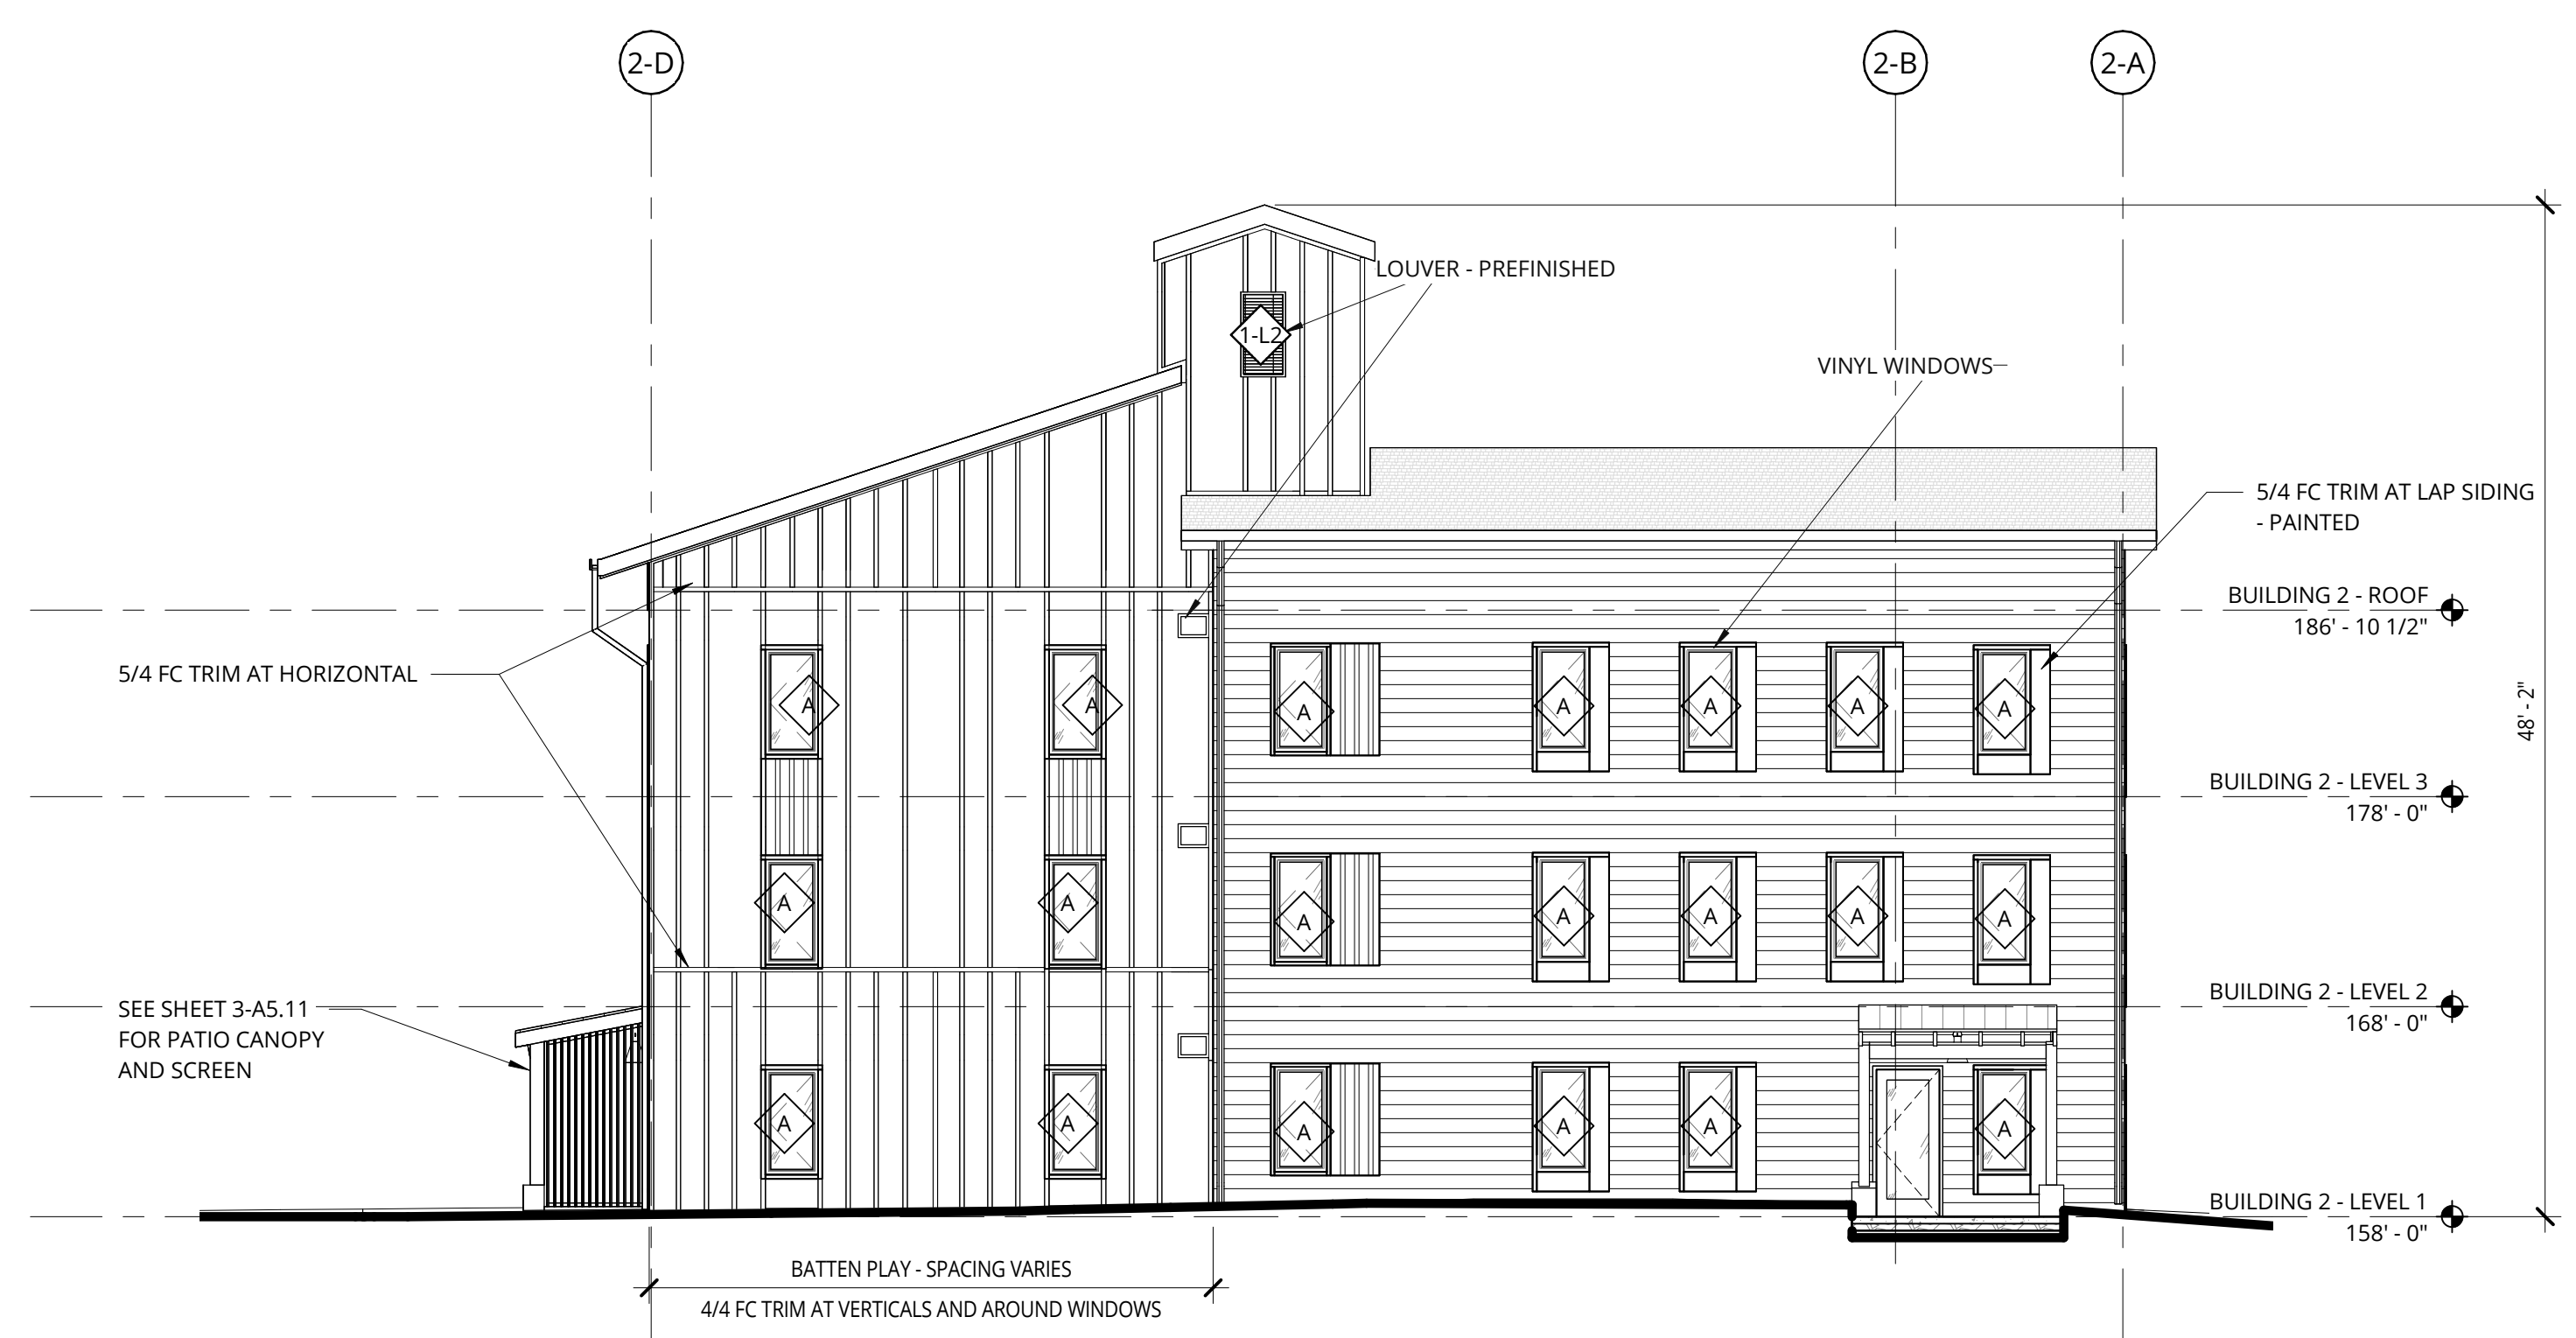 2-D
2-B
2-A
LOUVER - PREFINISHED
1-L2
VINYL WINDOWS
5/4 FC TRIM AT LAP SIDING
- PAINTED
BUILDING 2 - ROOF
186' - 10 1/2"
5/4 FC TRIM AT HORIZONTAL
48' - 2"
A
A
A
A
A
A
A
BUILDING 2 - LEVEL 3
178' - 0"
A
A
A
A
A
A
A
SEE SHEET 3-A5.11
FOR PATIO CANOPY
AND SCREEN
BUILDING 2 - LEVEL 2
168' - 0"
A
A
A
A
A
A
BUILDING 2 - LEVEL 1
158' - 0"
BATTEN PLAY - SPACING VARIES
4/4 FC TRIM AT VERTICALS AND AROUND WINDOWS